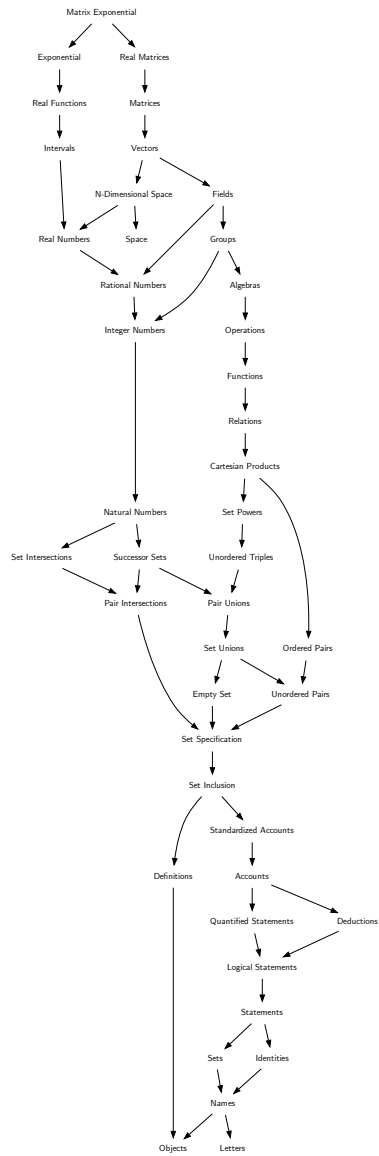 Matrix Exponential
Exponential
Real Matrices
Real Functions
Matrices
Intervals
Vectors
N-Dimensional Space
Fields
Real Numbers
Space
Groups
Rational Numbers
Algebras
Integer Numbers
Operations
Functions
Relations
Cartesian Products
Natural Numbers
Set Powers
Set Intersections
Successor Sets
Unordered Triples
Pair Intersections
Pair Unions
Set Unions
Ordered Pairs
Empty Set
Unordered Pairs
Set Specification
Set Inclusion
Standardized Accounts
Definitions
Accounts
Quantified Statements
Deductions
Logical Statements
Statements
Sets
Identities
Names
Objects
Letters